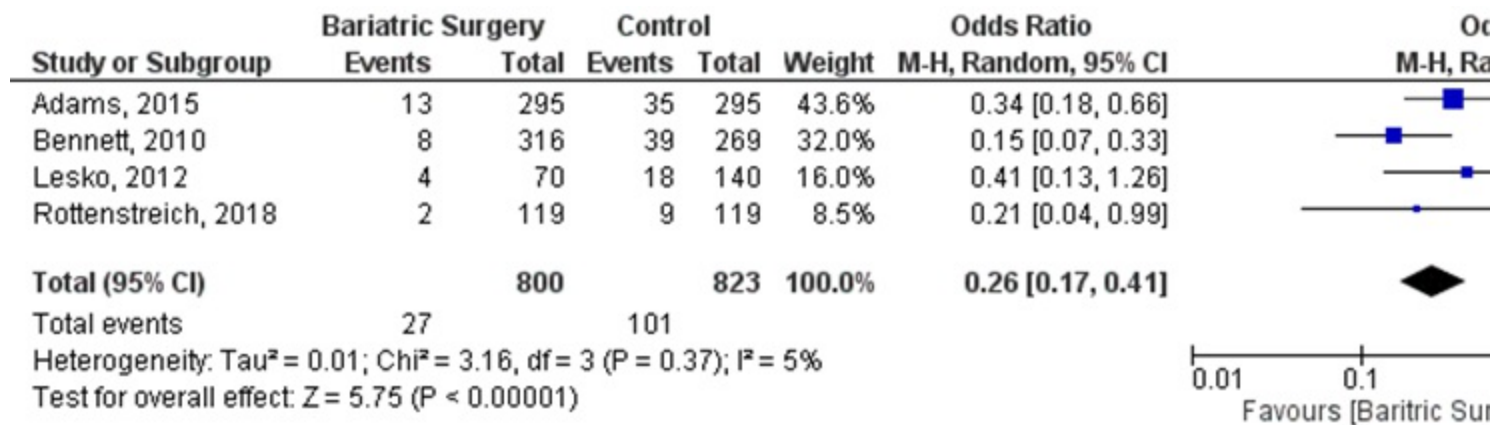 Bariatric Surgery Control Odds Ratio
Study or Subgroup Events Total Events Total Weight M-H, Random, 95% CI
Adams, 2015 13 295 35 295 43.6% 0.34 [0.18, 0.66]
Bennett, 2010 8 316 39 269 32.0% 0.15 [0.07, 0.33]
Lesko, 2012 4 70 18 140 16.0% 0.41 [0.13, 1.26]
Rottenstreich, 2018 2 119 9 119 8.5% 0.21 [0.04, 0.99]
Total (95% CI) 800 823 100.0% 0.26 [0.17, 0.41]
Total events 27 101
Heterogeneity: Tau² = 0.01; Chi² = 3.16, df = 3 (P = 0.37); I² = 5%
0.01 0.1
Test for overall effect: Z = 5.75 (P < 0.00001)
Favours [Baritric